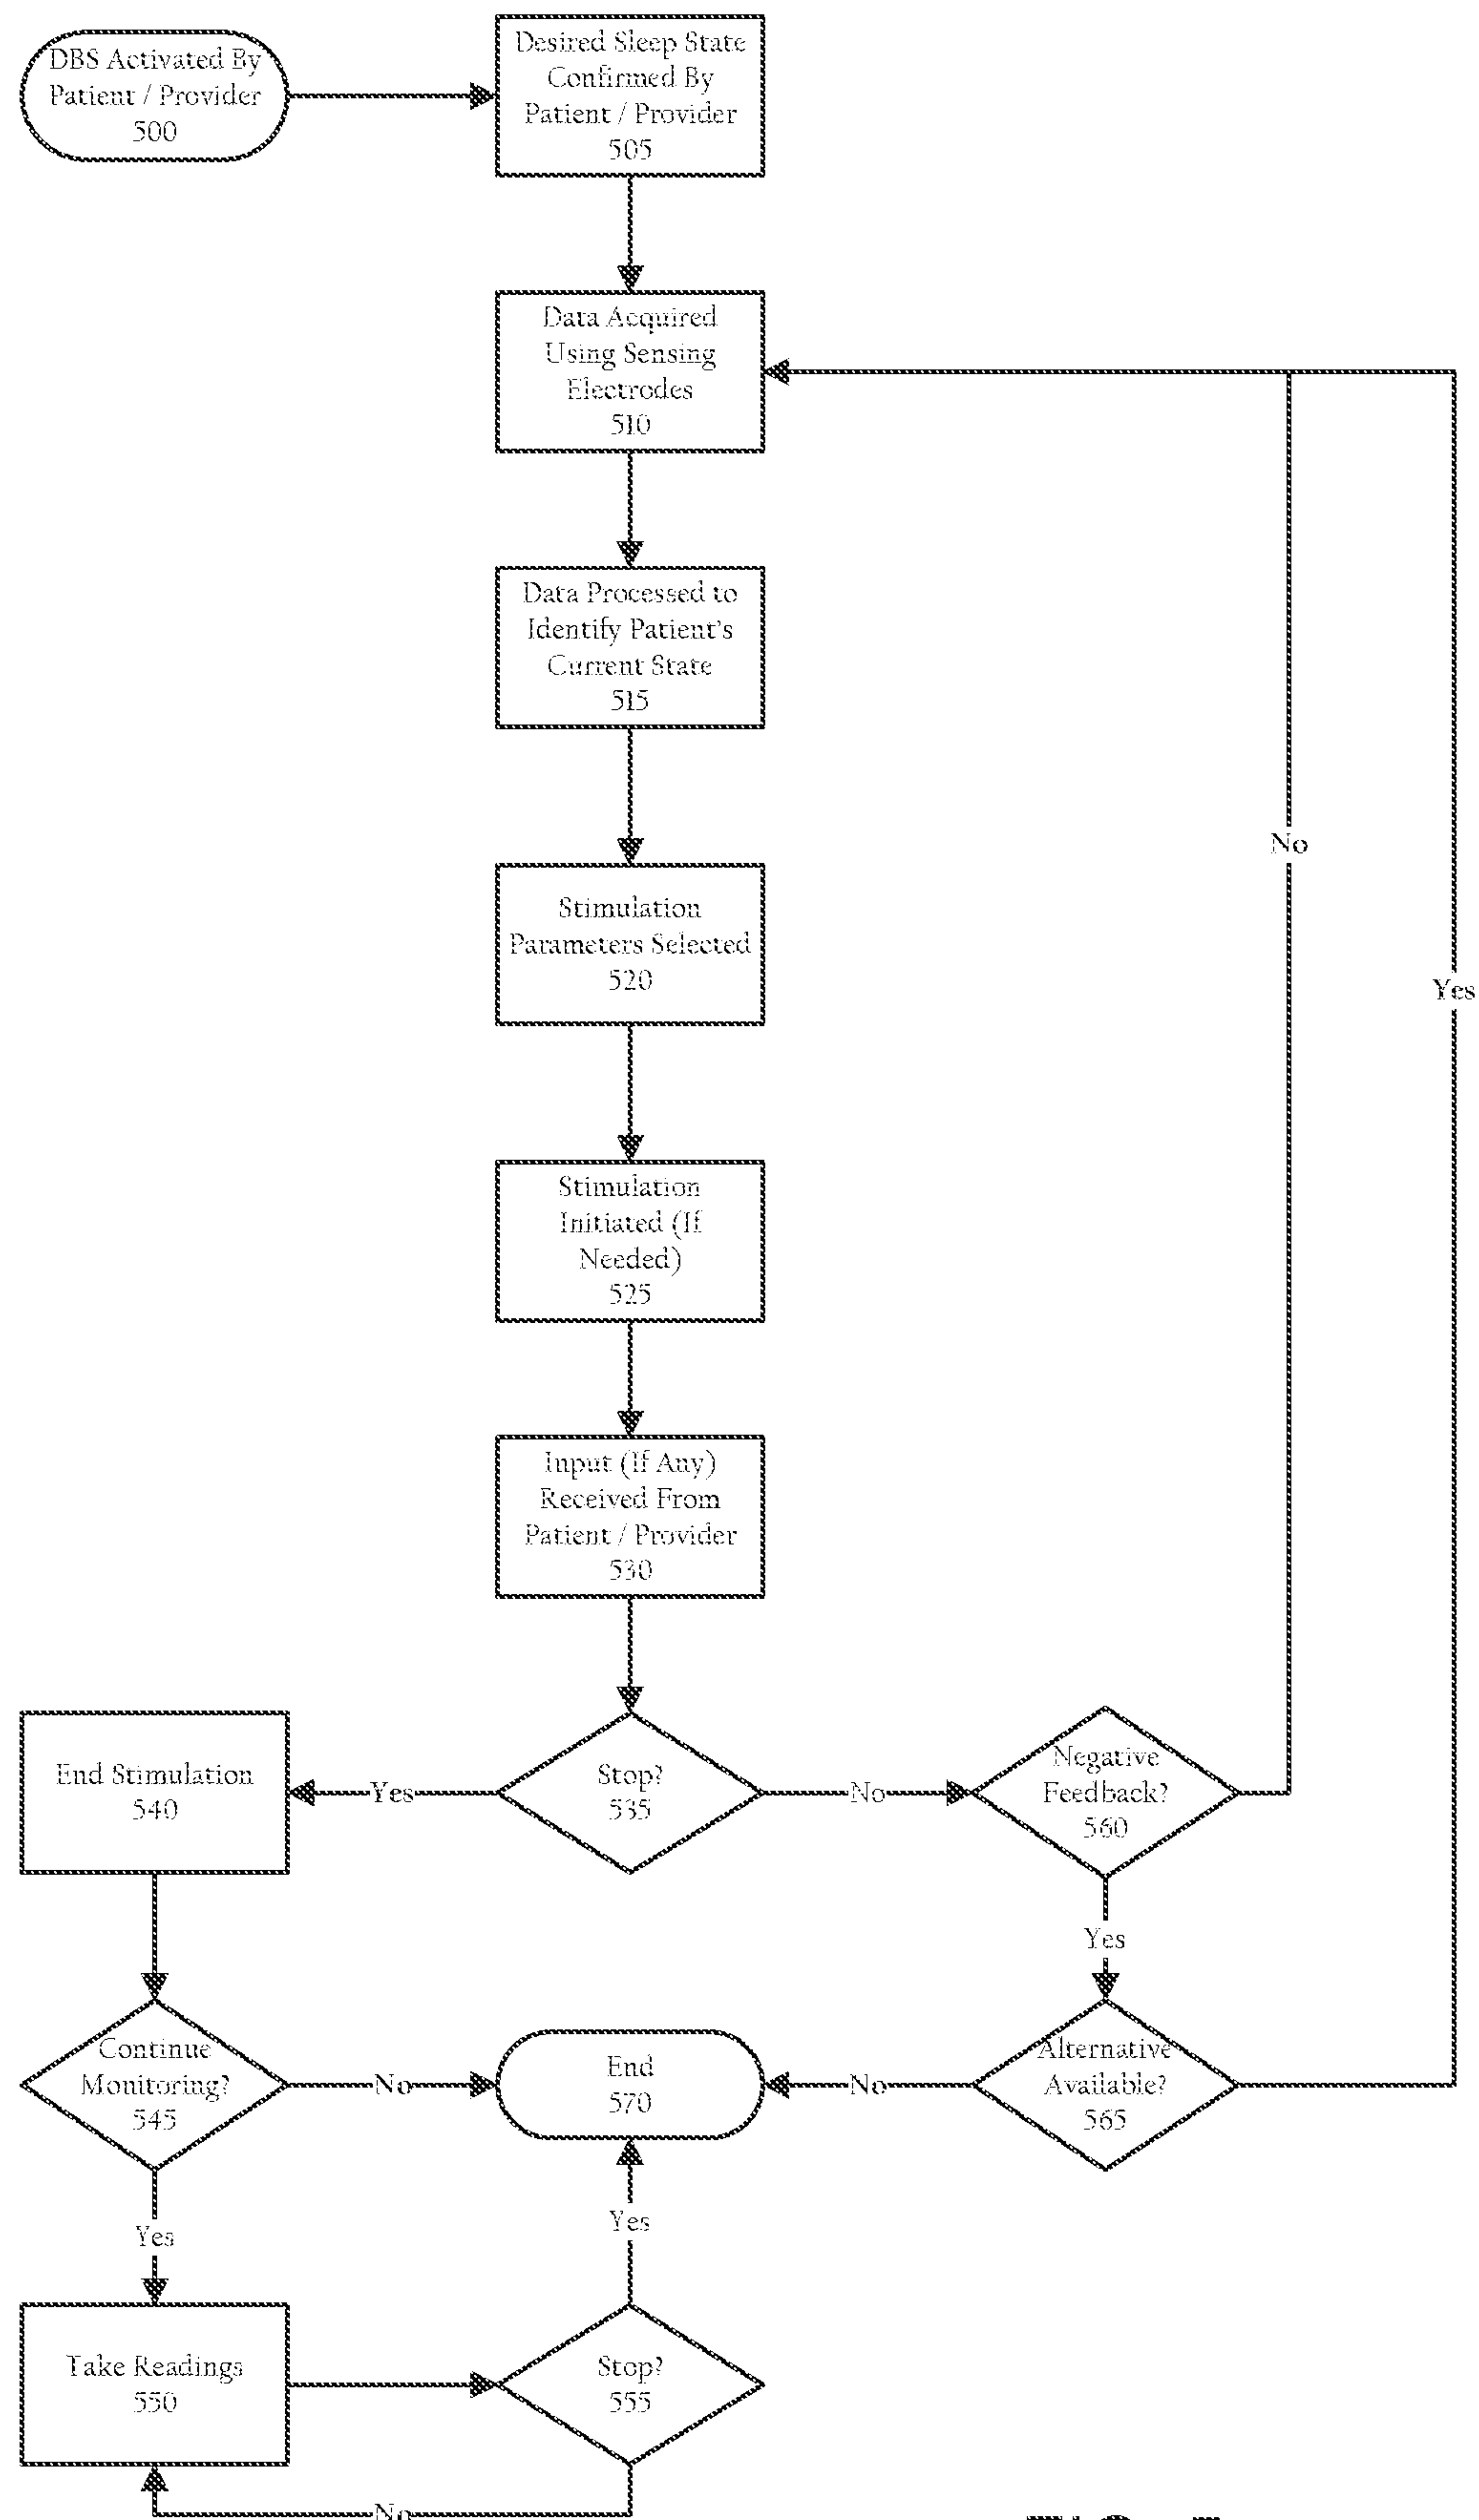 DBS Activated By
Patient / Provider
500
Desired Sleep State
Confirmed By
Patient / Provider
505
Data Acquired
Using Sensing
Electrodes
510
Data Processed to
Identify Patient's
Current State
515
No
Stimulation
Parameters Selected
520
Yes
Stimulation
Initiated (If
Needed)
525
Input (If Any)
Received From
Patient / Provider
530
End Stimulation
540
Yes
Stop?
535
No
Negative
Feedback?
560
Yes
Continue
Monitoring?
545
No
End
570
No
Alternative
Available?
565
Yes
Yes
Take Readings
550
Stop?
555
No